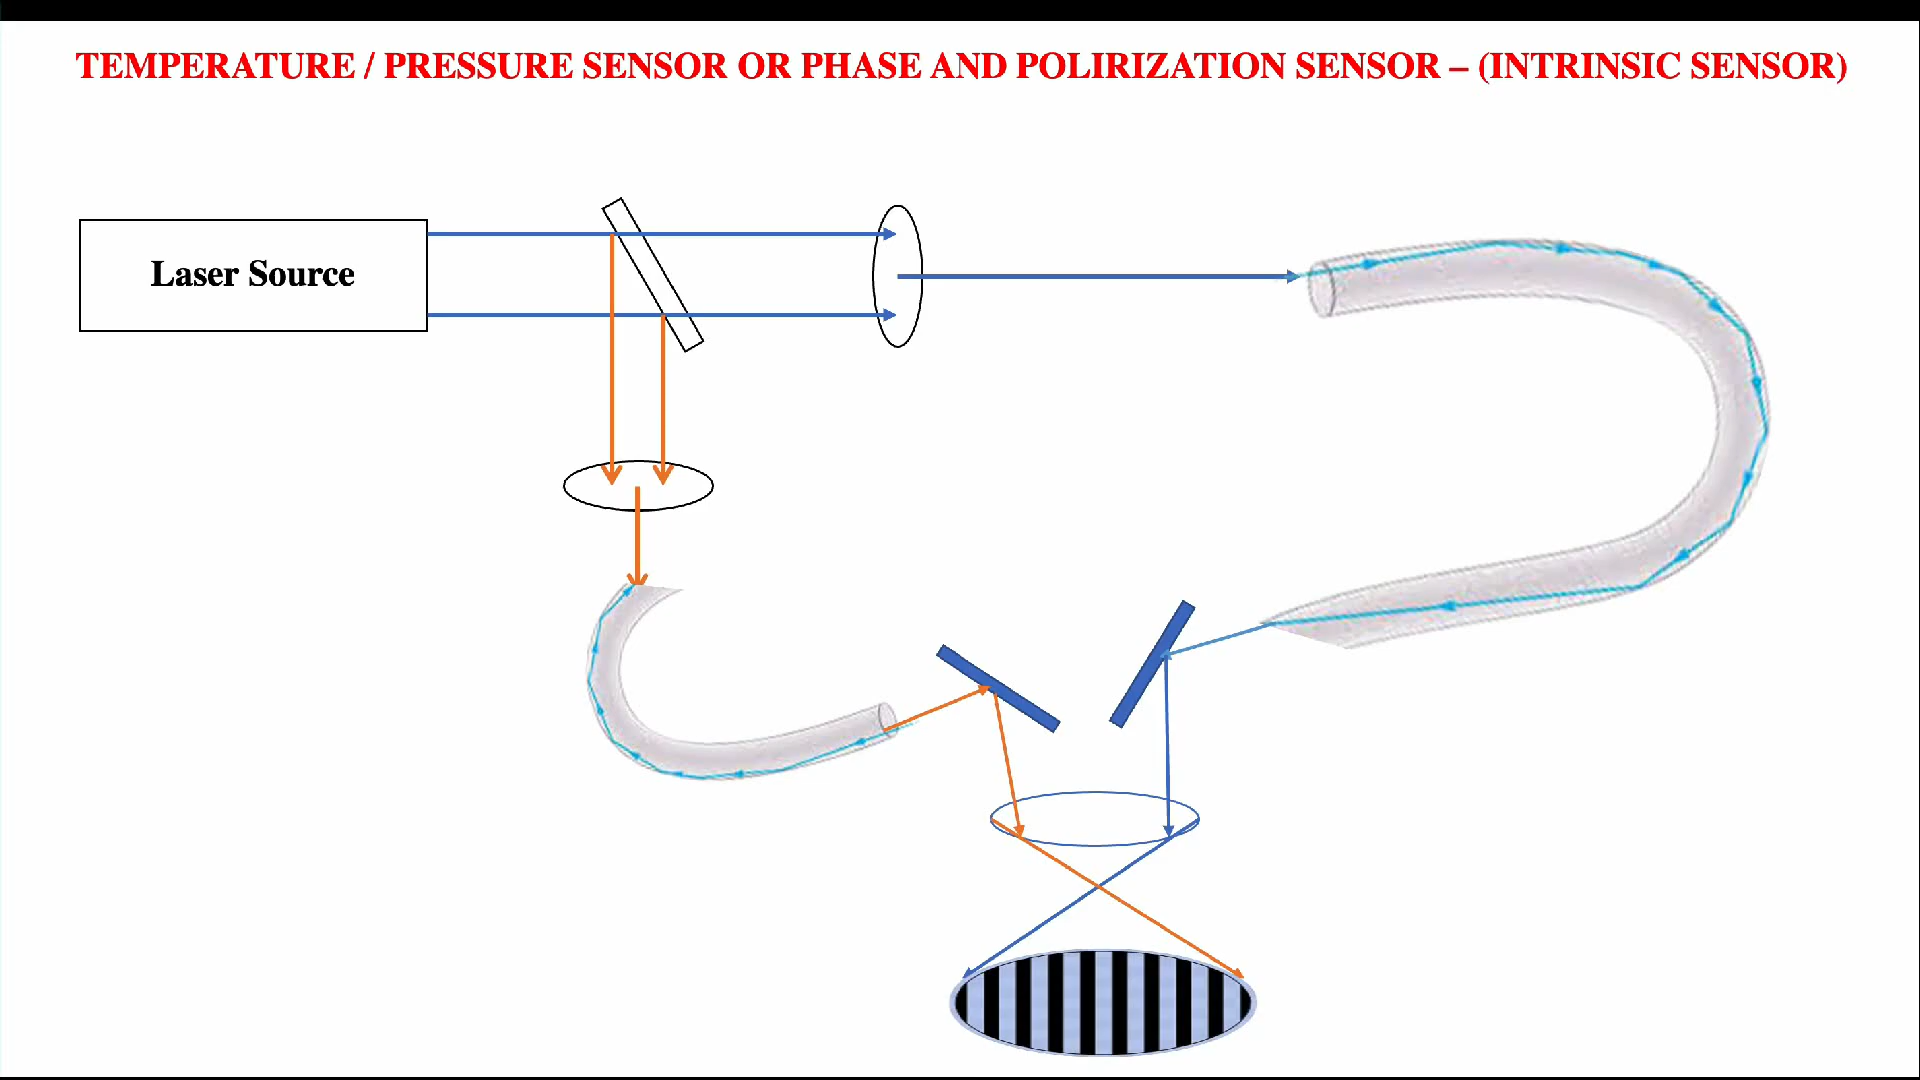 TEMPERATURE / PRESSURE SENSOR OR PHASE AND POLIRIZATION SENSOR – (INTRINSIC SENSOR)
Laser Source